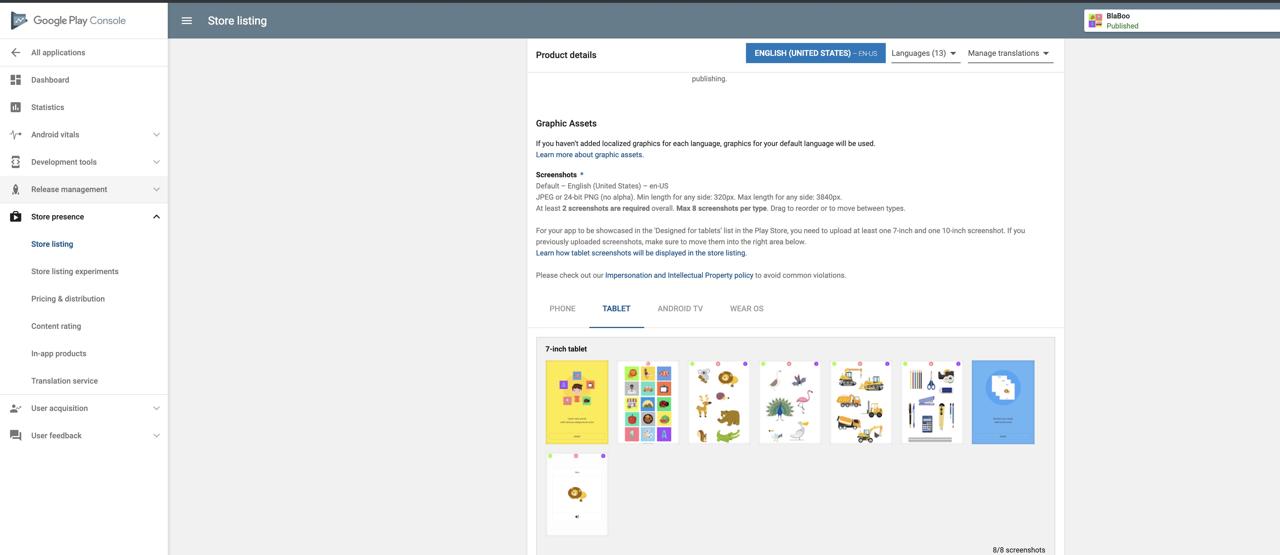 Google Play Console
Store listing
BlaBoo
Published
All applications
Dashboard
Statistics
Android vitals
Development tools
Release management
Store presence
Store listing
Store listing experiments
Pricing & distribution
Content rating
In-app products
Translation service
User acquisition
User feedback
Product details
ENGLISH (UNITED STATES) – EN-US
Languages (13)
Manage translations
publishing.
Graphic Assets
If you haven't added localized graphics for each language, graphics for your default language will be used.
Learn more about graphic assets.
Screenshots *
Default – English (United States) – en-US
JPEG or 24-bit PNG (no alpha). Min length for any side: 320px. Max length for any side: 3840px.
At least 2 screenshots are required overall. Max 8 screenshots per type. Drag to reorder or to move between types.
For your app to be showcased in the 'Designed for tablets' list in the Play Store, you need to upload at least one 7-inch and one 10-inch screenshot. If you
previously uploaded screenshots, make sure to move them into the right area below.
Learn how tablet screenshots will be displayed in the store listing.
Please check out our Impersonation and Intellectual Property policy to avoid common violations.
PHONE
TABLET
ANDROID TV
WEAR OS
7-inch tablet
8/8 screenshots